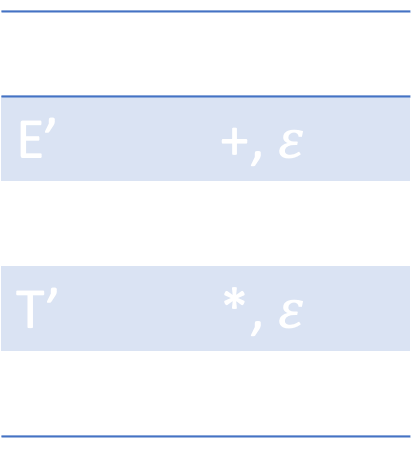 E’ +, ε
T’ *, ε